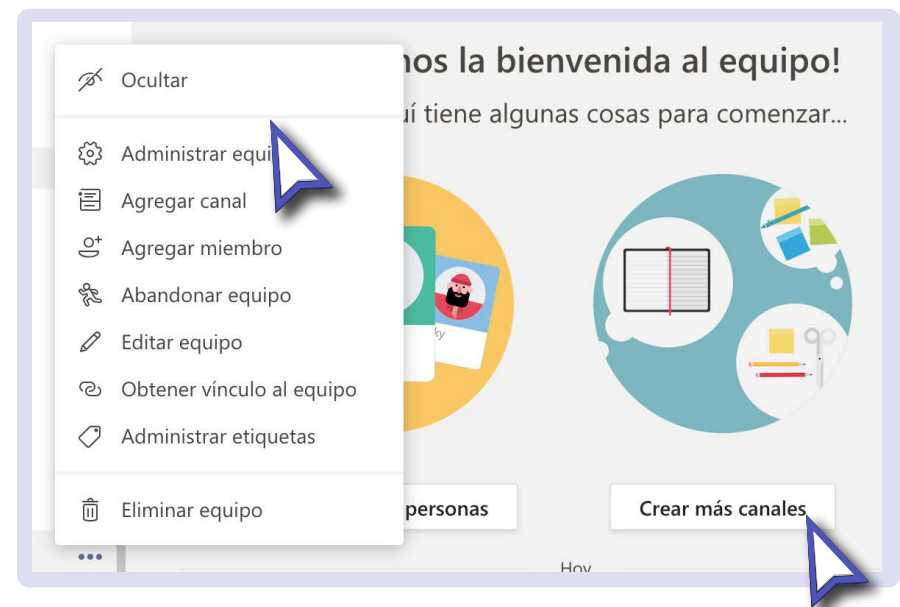 Ocultar
Administrar equi
Agregar canal
Agregar miembro
Abandonar equipo
Editar equipo
Obtener vínculo al equipo
Administrar etiquetas
Eliminar equipo
nos la bienvenida al equipo!
uí tiene algunas cosas para comenzar...
ky
personas
Crear más canales
Hoy